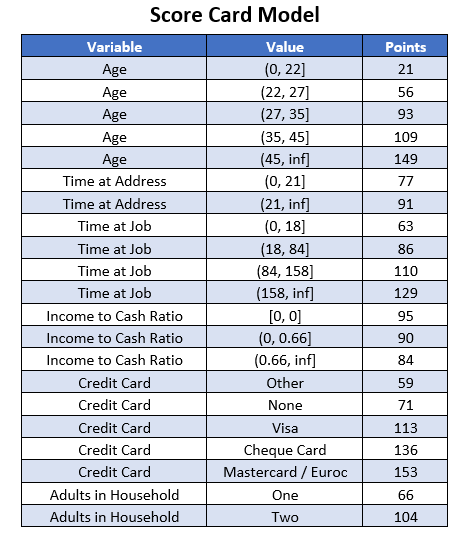 Score Card Model
Variable Value Points
Age (0, 22] 21
Age (22, 27] 56
Age (27, 35] 93
Age (35, 45] 109
Age (45, inf] 149
Time at Address (0, 21] 77
Time at Address (21, inf] 91
Time at Job (0, 18] 63
Time at Job (18, 84] 86
Time at Job (84, 158] 110
Time at Job (158, inf] 129
Income to Cash Ratio [0, 0] 95
Income to Cash Ratio (0, 0.66] 90
Income to Cash Ratio (0.66, inf] 84
Credit Card Other 59
Credit Card None 71
Credit Card Visa 113
Credit Card Cheque Card 136
Credit Card Mastercard / Euroc 153
Adults in Household One 66
Adults in Household Two 104